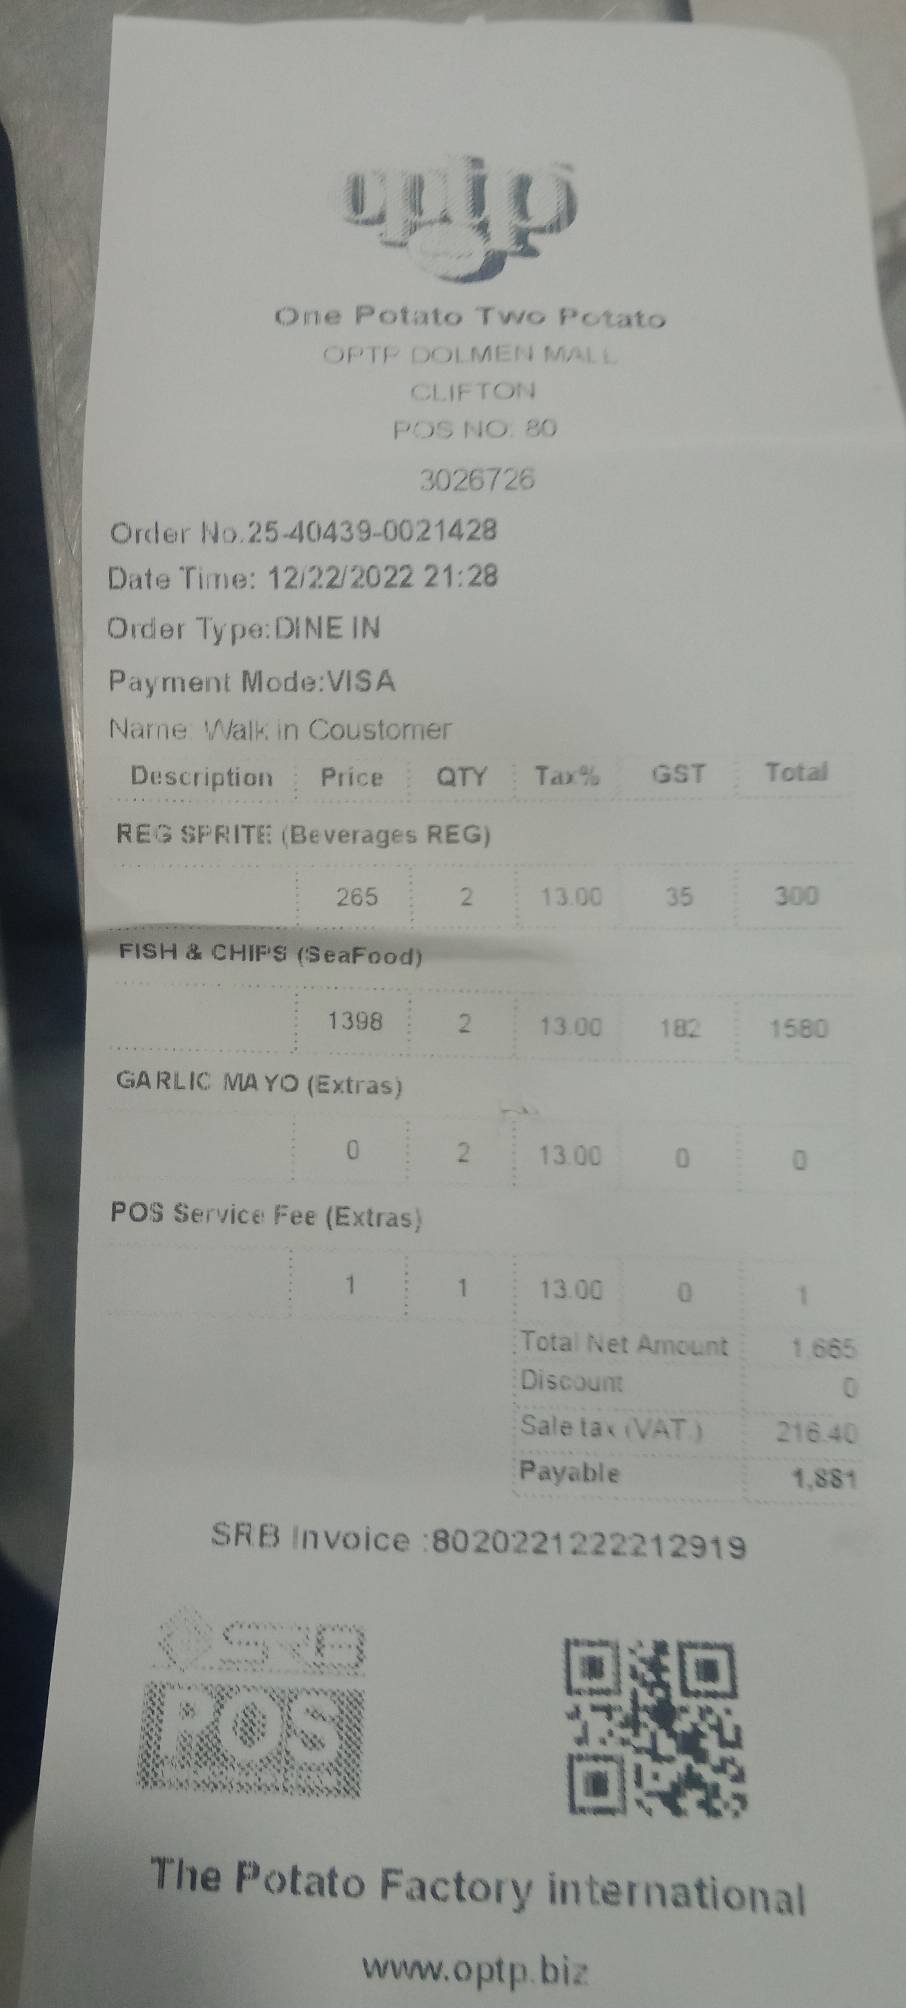 optp
One Potato Two Potato
OPTP DOLMEN MALL
CLIFTON
POS NO: 80
3026726
Order No.25-40439-0021428
Date Time: 12/22/2022 21:28
Order Type:DINE IN
Payment Mode:VISA
Name: Walk in Coustomer
Description Price QTY Tax% GST Total
REG SPRITE (Beverages REG)
265 2 13.00 35 300
FISH & CHIPS (SeaFood)
1398 2 13.00 182 1580
GARLIC MAYO (Extras)
0 2 13.00 0 0
POS Service Fee (Extras)
1 1 13.00 0 1
Total Net Amount 1,665
Discount 0
Sale tax (VAT.) 216.40
Payable 1,881
SRB Invoice :8020221222212919
SRB
POS
The Potato Factory international
www.optp.biz